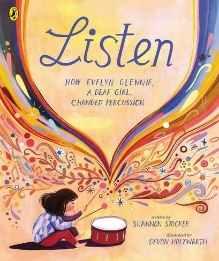 Listen
HOW EVELYN GLENNIE,
A DEAF GIRL,
CHANGED PERCUSSION
written by
SHANNON STOCKER
illustrated by
DEVON HOLZWARTH